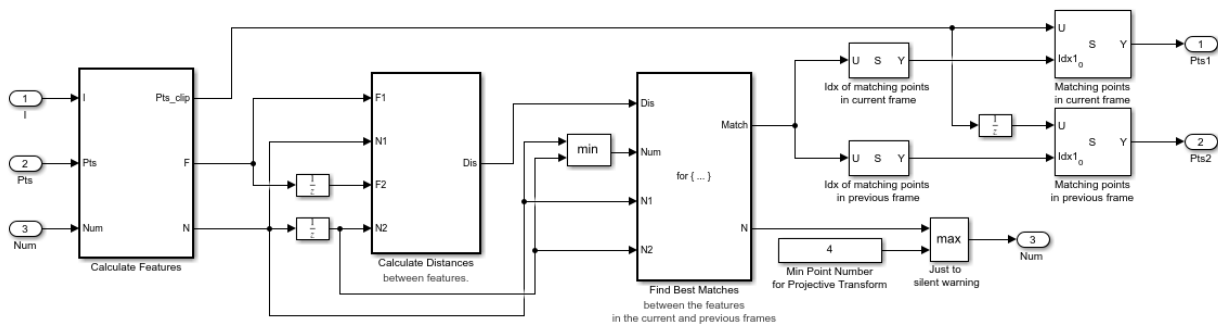 1
I
2
Pts
3
Num
I
Pts
Num
Pts_clip
F
N
Calculate Features
1
z
1
z
F1
N1
F2
N2
Dis
Calculate Distances
between features.
min
Dis
Num
N1
N2
for { ... }
Match
N
Find Best Matches
between the features
in the current and previous frames
U S Y
Idx of matching points
in current frame
U S Y
Idx of matching points
in previous frame
4
Min Point Number
for Projective Transform
max
Just to
silent warning
1
z
U
Idx1
0
S
Y
Matching points
in current frame
U
Idx1
0
S
Y
Matching points
in previous frame
1
Pts1
2
Pts2
3
Num